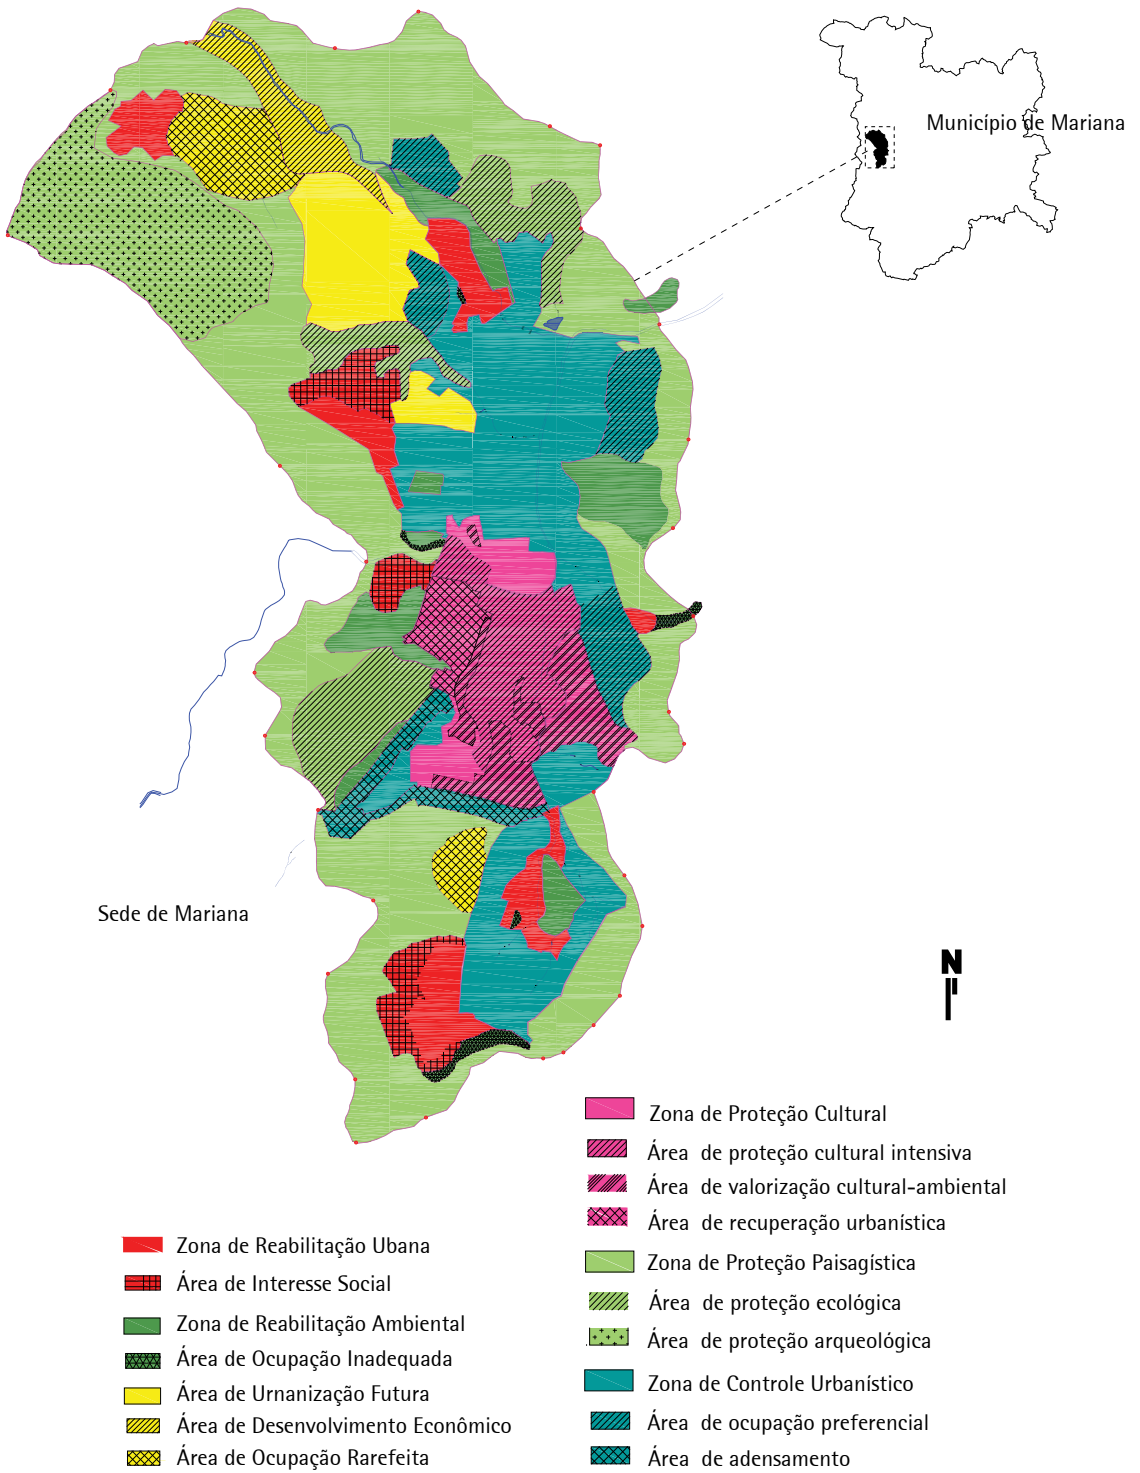 Município de Mariana
Sede de Mariana
N
Zona de Proteção Cultural
Área de proteção cultural intensiva
Área de valorização cultural-ambiental
Área de recuperação urbanística
Zona de Proteção Paisagística
Área de proteção ecológica
Área de proteção arqueológica
Zona de Controle Urbanístico
Área de ocupação preferencial
Área de adensamento
Zona de Reabilitação Ubana
Área de Interesse Social
Zona de Reabilitação Ambiental
Área de Ocupação Inadequada
Área de Urnanização Futura
Área de Desenvolvimento Econômico
Área de Ocupação Rarefeita